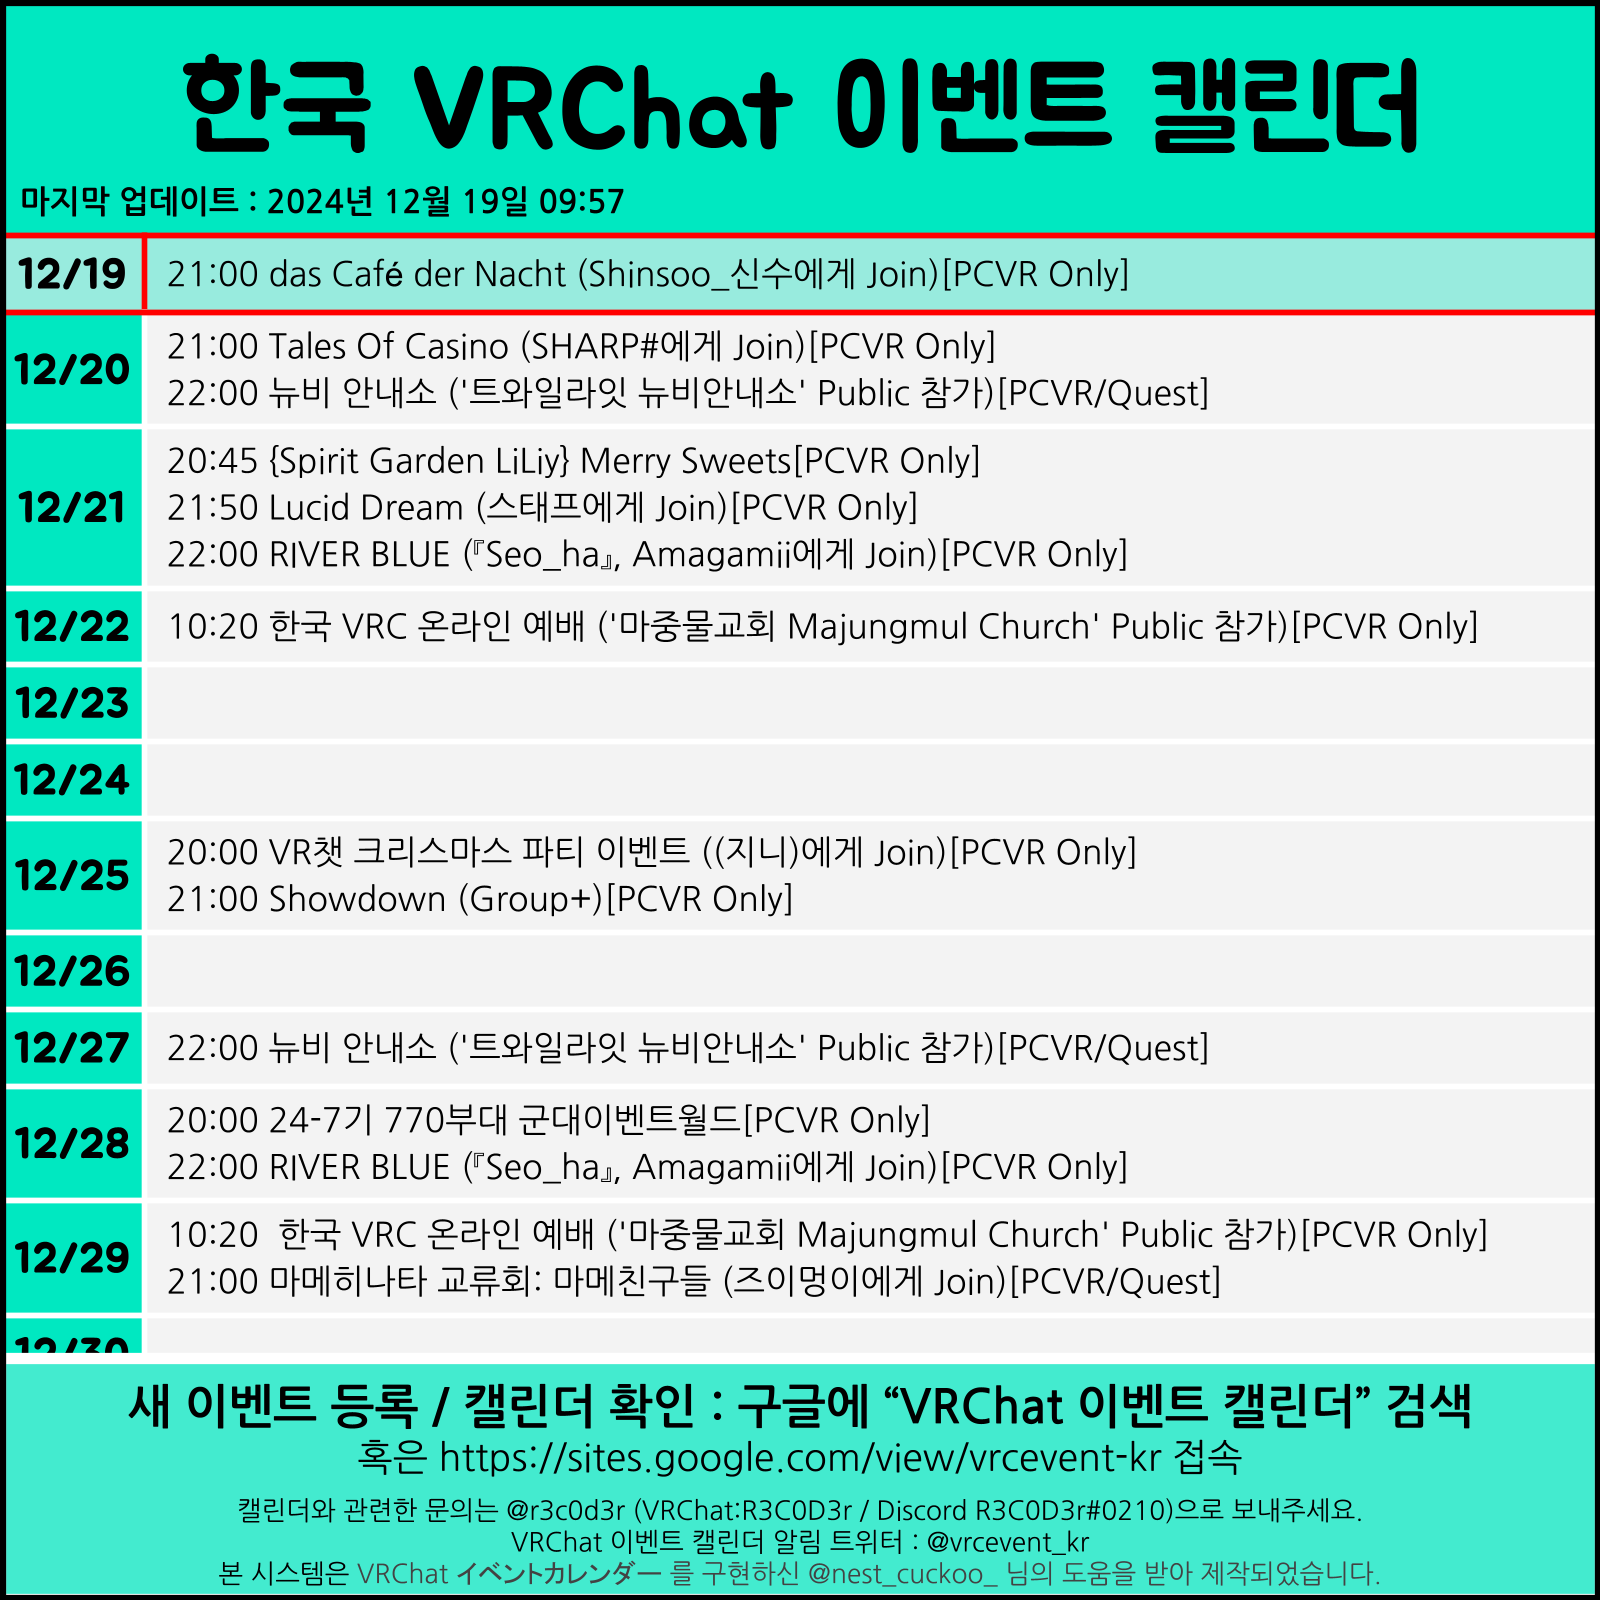 한국 VRChat 이벤트 캘린더
마지막 업데이트 : 2024년 12월 19일 09:57
12/19
21:00 das Café der Nacht (Shinsoo_신수에게 Join)[PCVR Only]
12/20
21:00 Tales Of Casino (SHARP#에게 Join)[PCVR Only]
22:00 뉴비 안내소 ('트와일라잇 뉴비안내소' Public 참가)[PCVR/Quest]
12/21
20:45 {Spirit Garden LiLiy} Merry Sweets[PCVR Only]
21:50 Lucid Dream (스태프에게 Join)[PCVR Only]
22:00 RIVER BLUE (『Seo_ha』, Amagamii에게 Join)[PCVR Only]
12/22
10:20 한국 VRC 온라인 예배 ('마중물교회 Majungmul Church' Public 참가)[PCVR Only]
12/23
12/24
12/25
20:00 VR챗 크리스마스 파티 이벤트 ((지니)에게 Join)[PCVR Only]
21:00 Showdown (Group+)[PCVR Only]
12/26
12/27
22:00 뉴비 안내소 ('트와일라잇 뉴비안내소' Public 참가)[PCVR/Quest]
12/28
20:00 24-7기 770부대 군대이벤트월드[PCVR Only]
22:00 RIVER BLUE (『Seo_ha』, Amagamii에게 Join)[PCVR Only]
12/29
10:20  한국 VRC 온라인 예배 ('마중물교회 Majungmul Church' Public 참가)[PCVR Only]
21:00 마메히나타 교류회: 마메친구들 (즈이멍이에게 Join)[PCVR/Quest]
12/30
새 이벤트 등록 / 캘린더 확인 : 구글에 “VRChat 이벤트 캘린더” 검색
혹은 https://sites.google.com/view/vrcevent-kr 접속
캘린더와 관련한 문의는 @r3c0d3r (VRChat:R3C0D3r / Discord R3C0D3r#0210)으로 보내주세요.
VRChat 이벤트 캘린더 알림 트위터 : @vrcevent_kr
본 시스템은 VRChat イベントカレンダー 를 구현하신 @nest_cuckoo_ 님의 도움을 받아 제작되었습니다.